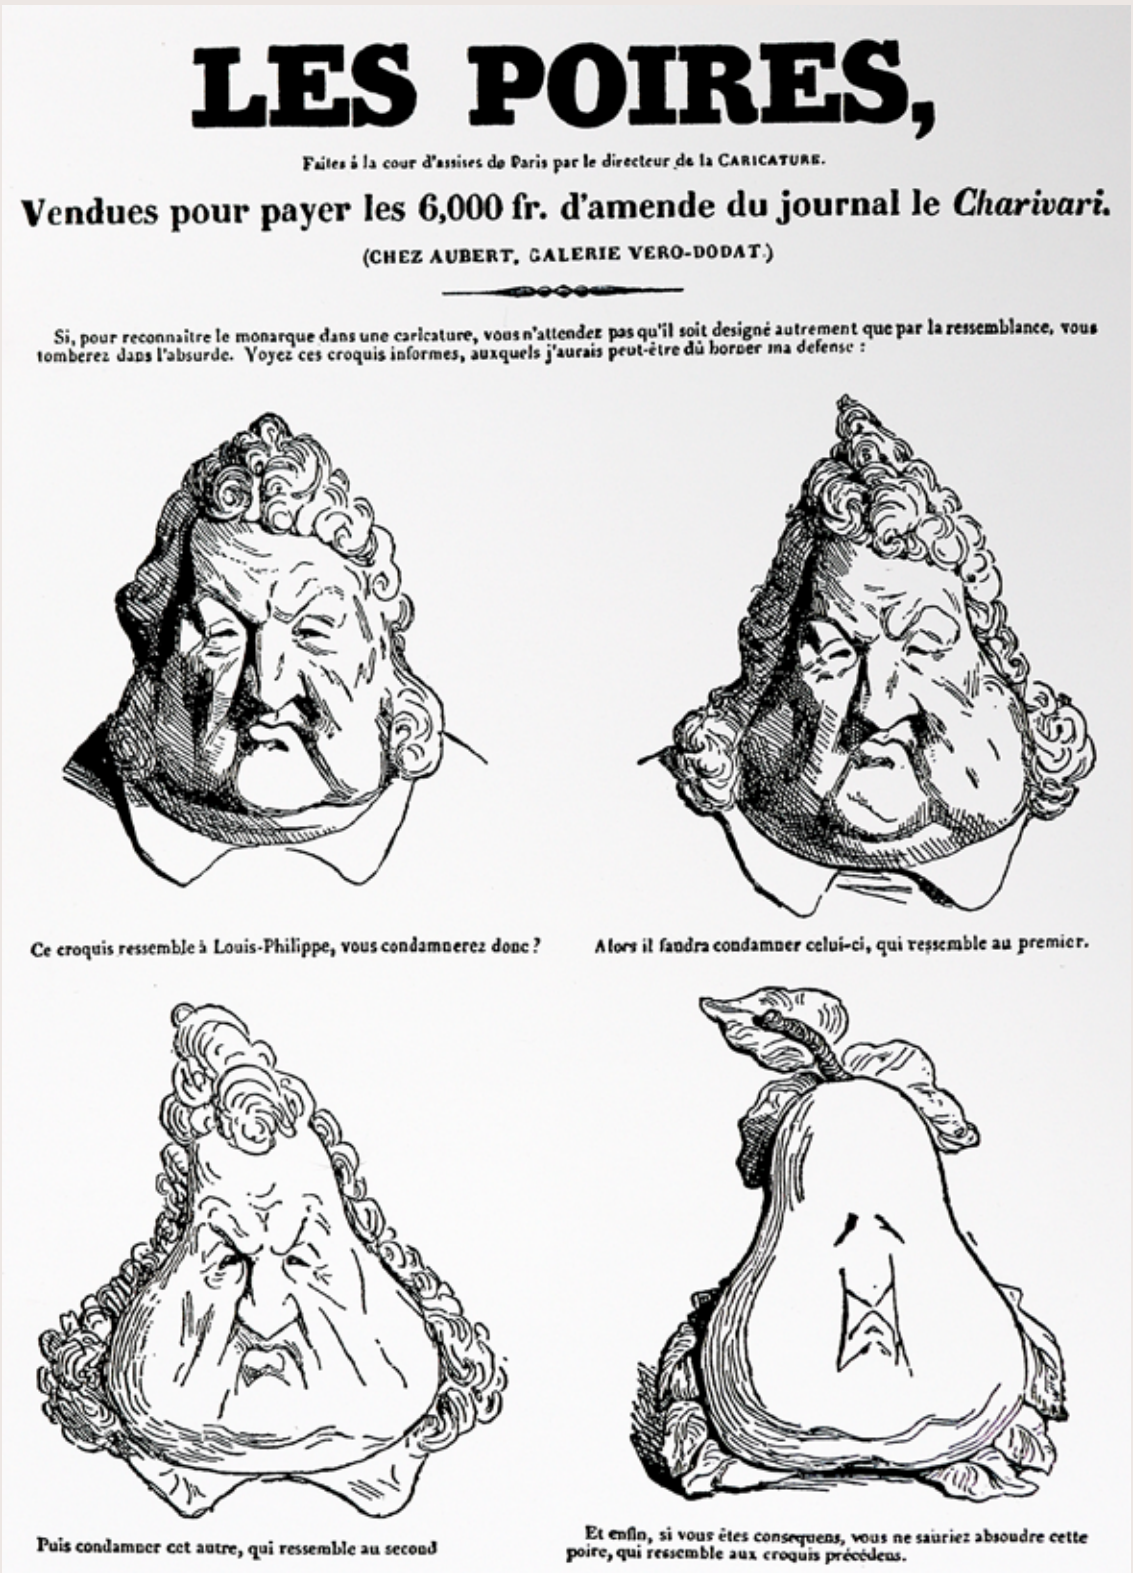 LES POIRES,
Faites à la cour d'assises de Paris par le directeur de la CARICATURE.
Vendues pour payer les 6,000 fr. d'amende du journal le Charivari.
(CHEZ AUBERT, GALERIE VERO-DODAT.)
Si, pour reconnaître le monarque dans une caricature, vous n'attendez pas qu'il soit designé autrement que par la ressemblance, vous
tomberez dans l'absurde. Voyez ces croquis informes, auxquels j'aurais peut-être dû borner ma defense :
Ce croquis ressemble à Louis-Philippe, vous condamnerez donc ?
Alors il faudra condamner celui-ci, qui ressemble au premier.
Puis condamner cet autre, qui ressemble au second
Et enfin, si vous êtes consequens, vous ne sauriez absoudre cette
poire, qui ressemble aux croquis précédens.